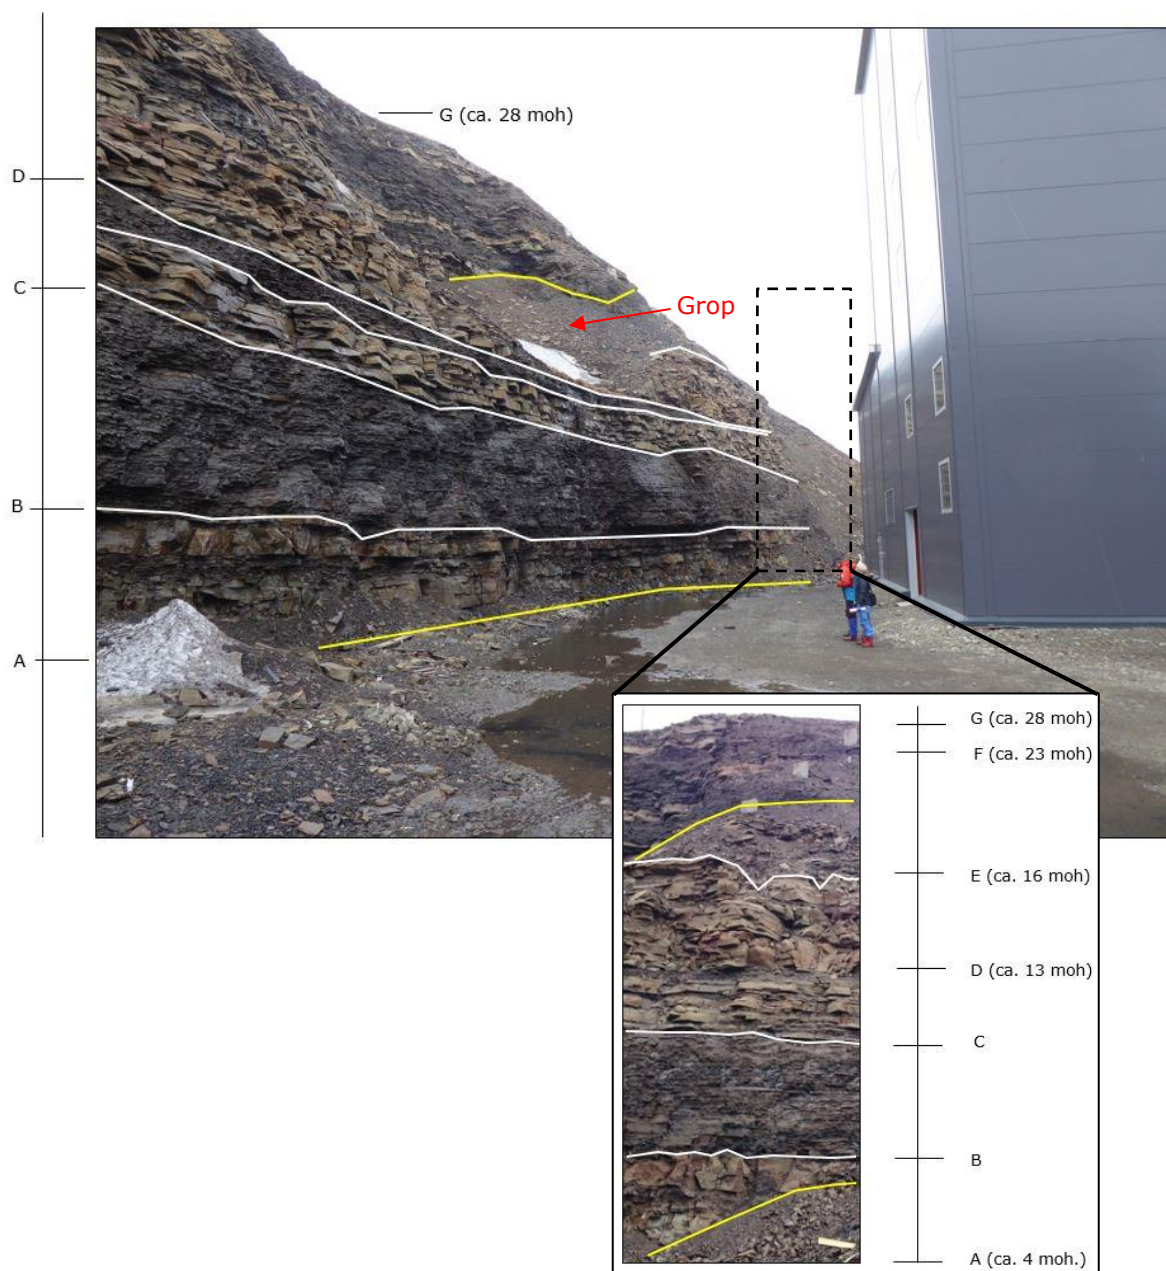 G (ca. 28 moh)
D
C
Grop
B
A
G (ca. 28 moh)
F (ca. 23 moh)
E (ca. 16 moh)
D (ca. 13 moh)
C
B
A (ca. 4 moh.)